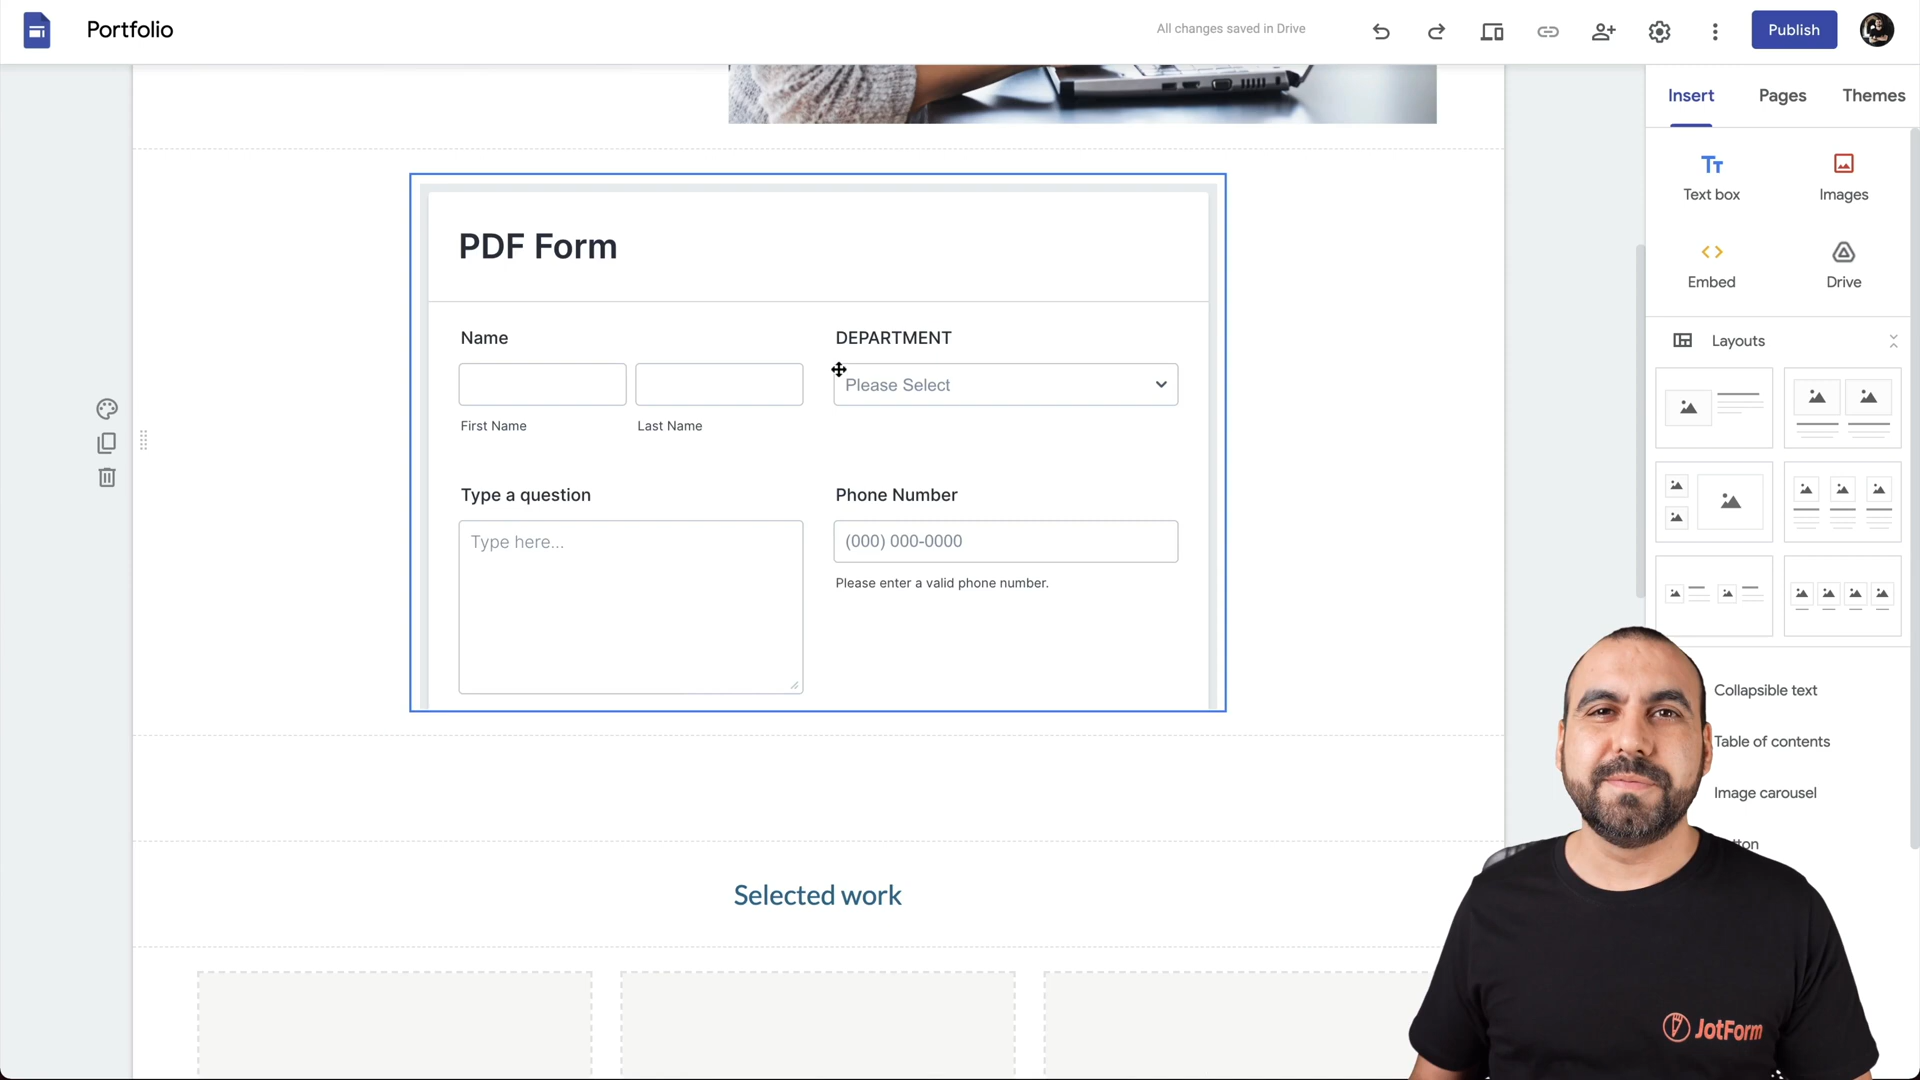 Portfolio
All changes saved in Drive
Publish
Insert
Pages
Themes
Text box
Images
Embed
Drive
Layouts
PDF Form
Name
DEPARTMENT
Please Select
First Name
Last Name
Type a question
Phone Number
Type here...
(000) 000-0000
Please enter a valid phone number.
Collapsible text
Table of contents
Image carousel
Selected work
JotForm